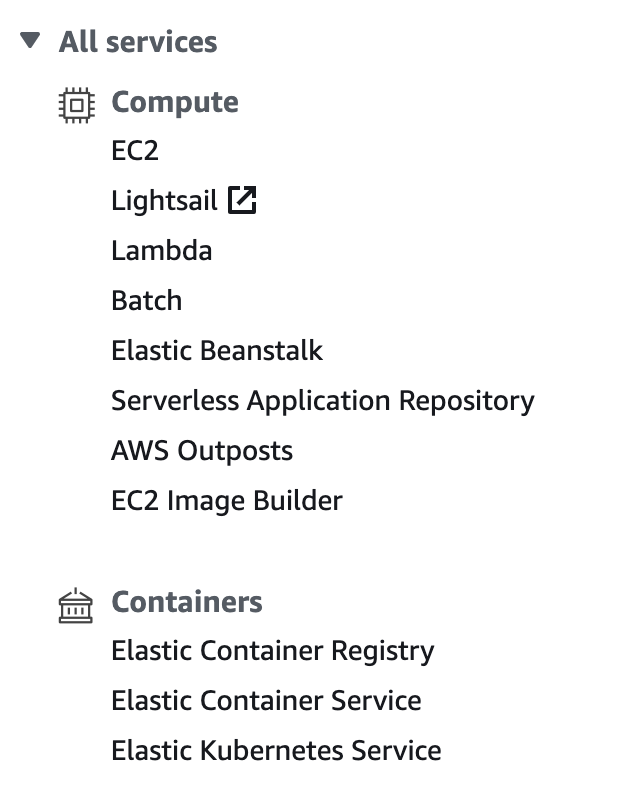 All services
Compute
EC2
Lightsail
Lambda
Batch
Elastic Beanstalk
Serverless Application Repository
AWS Outposts
EC2 Image Builder
Containers
Elastic Container Registry
Elastic Container Service
Elastic Kubernetes Service